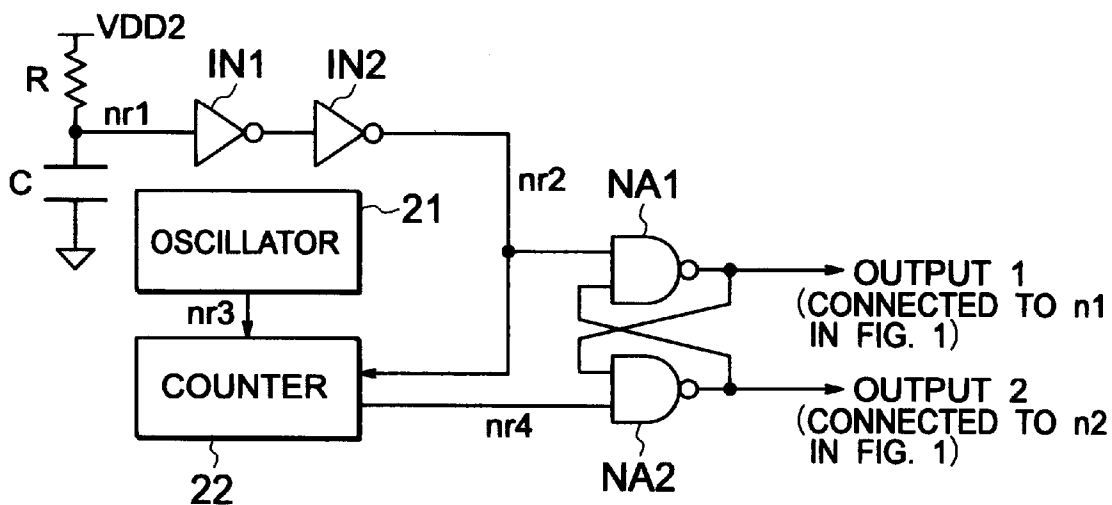 VDD2
R
IN1
IN2
nr1
C
nr2
NA1
21
OSCILLATOR
nr3
COUNTER
22
nr4
NA2
OUTPUT 1
(CONNECTED TO n1
IN FIG. 1)
OUTPUT 2
(CONNECTED TO n2
IN FIG. 1)